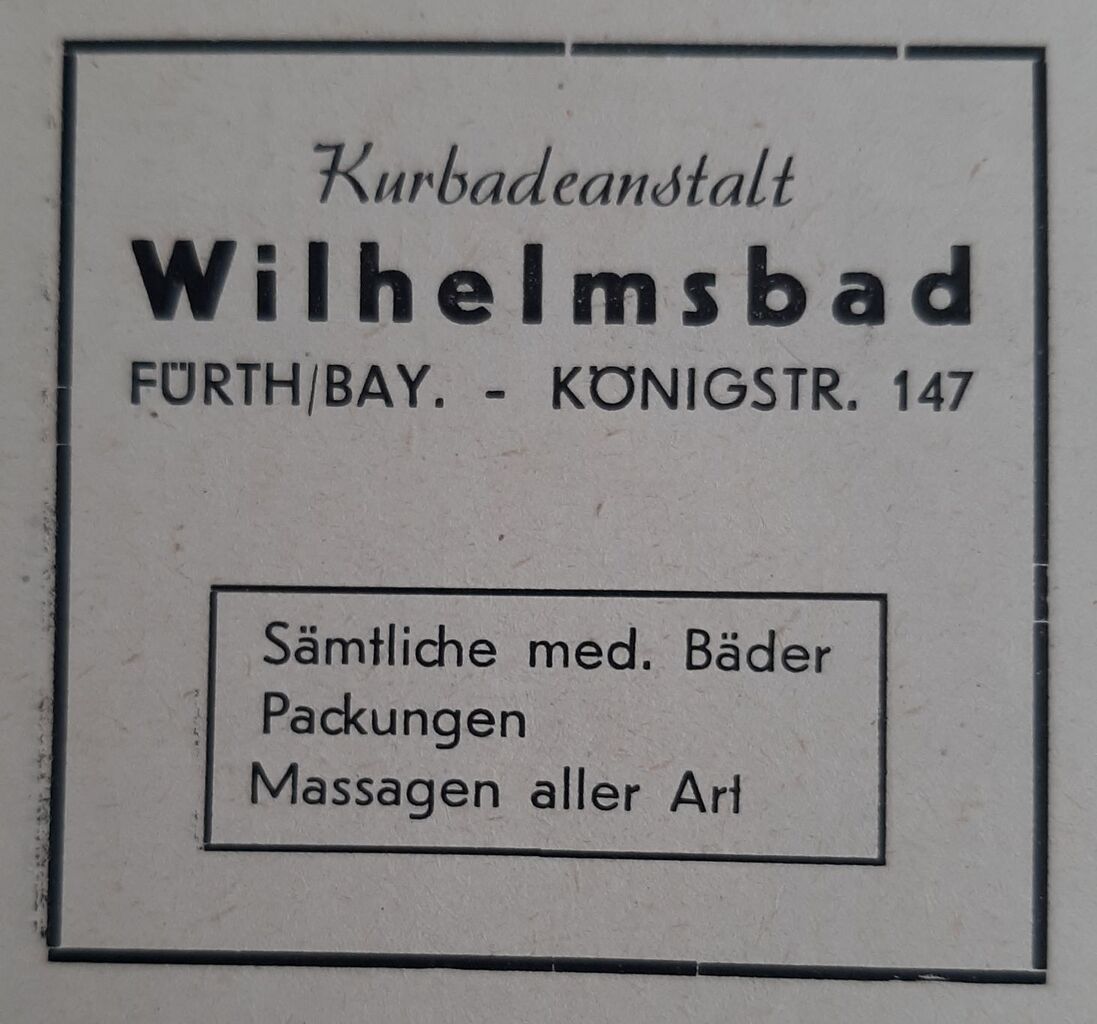 Kurbadeanstalt
Wilhelmsbad
FÜRTH/BAY. - KÖNIGSTR. 147
Sämtliche med. Bäder
Packungen
Massagen aller Art